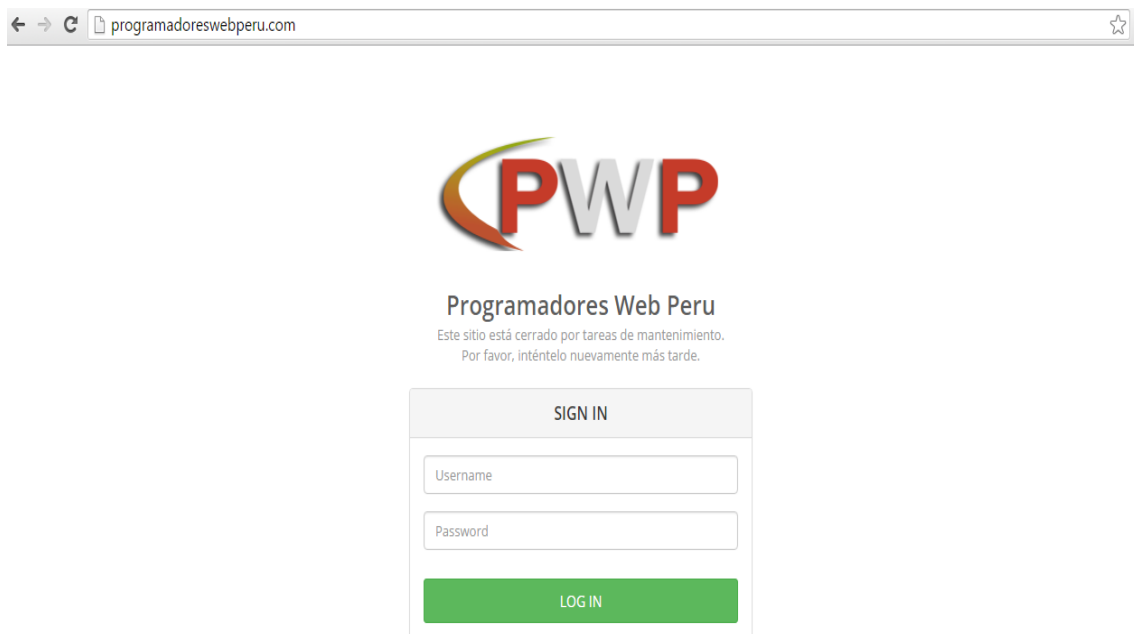 programadoreswebperu.com
PWP
Programadores Web Peru
Este sitio está cerrado por tareas de mantenimiento.
Por favor, inténtelo nuevamente más tarde.
SIGN IN
Username
Password
LOG IN